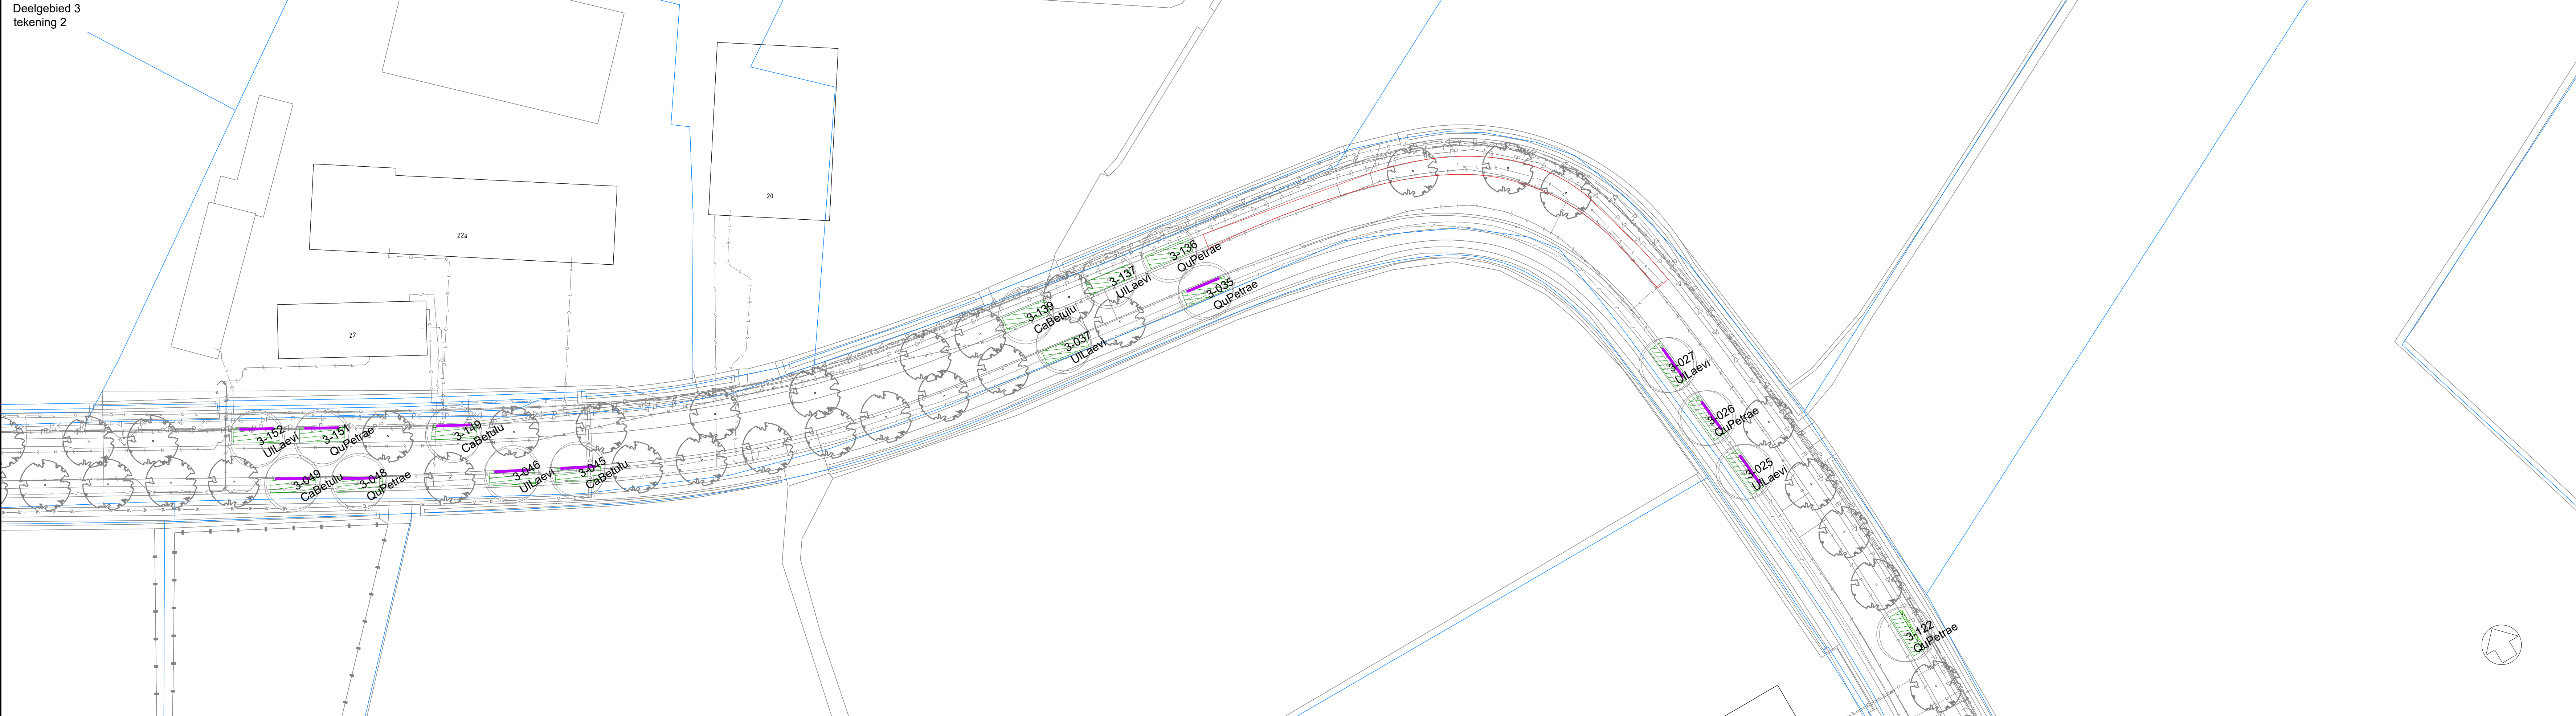 Deelgebied 3
tekening 2
20
22a
22
3-136
QuPetrae
3-137
UlLaevi
3-035
QuPetrae
3-139
CaBetulu
3-037
UlLaevi
3-027
UlLaevi
3-026
QuPetrae
3-152
UlLaevi
3-151
QuPetrae
3-149
CaBetulu
3-049
CaBetulu
3-048
QuPetrae
3-046
UlLaevi
3-045
CaBetulu
3-025
UlLaevi
3-122
QuPetrae